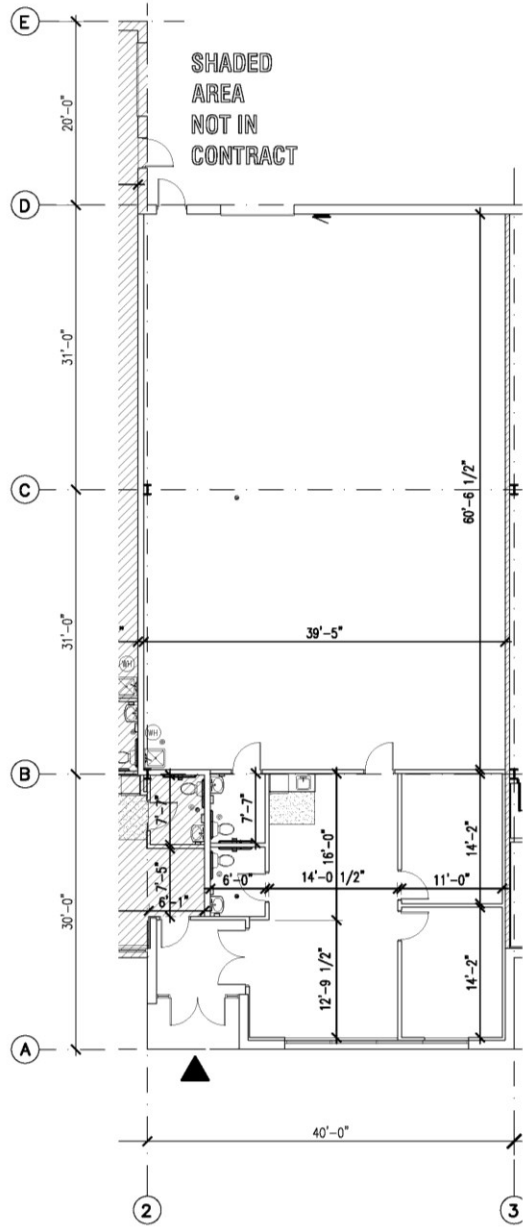 E
SHADED
AREA
NOT IN
CONTRACT
20'-0"
D
31'-0"
C
60'-6 1/2"
31'-0"
"
39'-5"
WH
WH
B
7'-7"
7'-7"
16'-0"
14'-2"
7'-5"
6'-0"
14'-0 1/2"
11'-0"
6'-1"
30'-0"
12'-9 1/2"
14'-2"
A
40'-0"
2
3